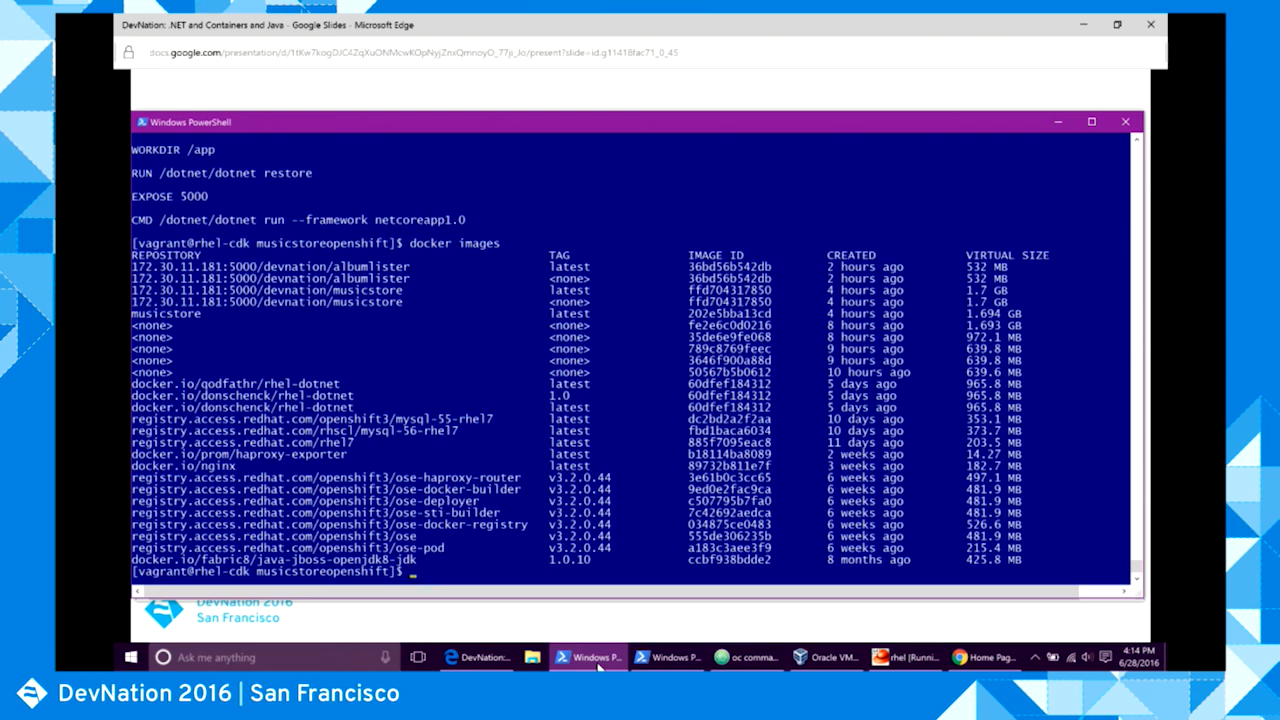 DevNation: .NET and Containers and Java - Google Slides - Microsoft Edge
Windows PowerShell
WORKDIR /app
RUN /dotnet/dotnet restore
EXPOSE 5000
CMD /dotnet/dotnet run --framework netcoreapp1.0
[vagrant@rhel-cdk musicstoreopenshift]$ docker images
REPOSITORY TAG IMAGE ID CREATED VIRTUAL SIZE
172.30.11.181:5000/devnation/albumlister latest 36bd56b542db 2 hours ago 532 MB
172.30.11.181:5000/devnation/albumlister <none> 36bd56b542db 2 hours ago 532 MB
172.30.11.181:5000/devnation/musicstore latest ffd704317850 4 hours ago 1.7 GB
172.30.11.181:5000/devnation/musicstore <none> ffd704317850 4 hours ago 1.7 GB
musicstore latest 202e5bba13cd 4 hours ago 1.694 GB
<none> <none> fe2e6c0d0216 8 hours ago 1.693 GB
<none> <none> 35de6e9fe068 8 hours ago 972.1 MB
<none> <none> 789c8769feec 9 hours ago 639.8 MB
<none> <none> 3646f900a88d 9 hours ago 639.8 MB
<none> <none> 50567b5b0612 10 hours ago 639.6 MB
docker.io/qodfathr/rhel-dotnet latest 60dfef184312 5 days ago 965.8 MB
docker.io/donschenck/rhel-dotnet 1.0 60dfef184312 5 days ago 965.8 MB
docker.io/donschenck/rhel-dotnet latest 60dfef184312 5 days ago 965.8 MB
registry.access.redhat.com/openshift3/mysql-55-rhel7 latest dc2bd2a2f2aa 10 days ago 353.1 MB
registry.access.redhat.com/rhscl/mysql-56-rhel7 latest fbd1baca6034 10 days ago 373.7 MB
registry.access.redhat.com/rhel7 latest 885f7095eac8 11 days ago 203.5 MB
docker.io/prom/haproxy-exporter latest b18114ba8089 2 weeks ago 14.27 MB
docker.io/nginx latest 89732b811e7f 3 weeks ago 182.7 MB
registry.access.redhat.com/openshift3/ose-haproxy-router v3.2.0.44 3e61b0c3cc65 6 weeks ago 497.1 MB
registry.access.redhat.com/openshift3/ose-docker-builder v3.2.0.44 9ed0e2fac9ca 6 weeks ago 481.9 MB
registry.access.redhat.com/openshift3/ose-deployer v3.2.0.44 c507795b7fa0 6 weeks ago 481.9 MB
registry.access.redhat.com/openshift3/ose-sti-builder v3.2.0.44 7c42692aedca 6 weeks ago 481.9 MB
registry.access.redhat.com/openshift3/ose-docker-registry v3.2.0.44 034875ce0483 6 weeks ago 526.6 MB
registry.access.redhat.com/openshift3/ose v3.2.0.44 555de306235b 6 weeks ago 481.9 MB
registry.access.redhat.com/openshift3/ose-pod v3.2.0.44 a183c3aee3f9 6 weeks ago 215.4 MB
docker.io/fabric8/java-jboss-openjdk8-jdk 1.0.10 ccbf938bdde2 8 months ago 425.8 MB
[vagrant@rhel-cdk musicstoreopenshift]$
DevNation 2016
San Francisco
Ask me anything DevNation:... Windows P... Windows P... oc comma... Oracle VM... rhel [Runni... Home Pag... 4:14 PM
6/28/2016
DevNation 2016 | San Francisco